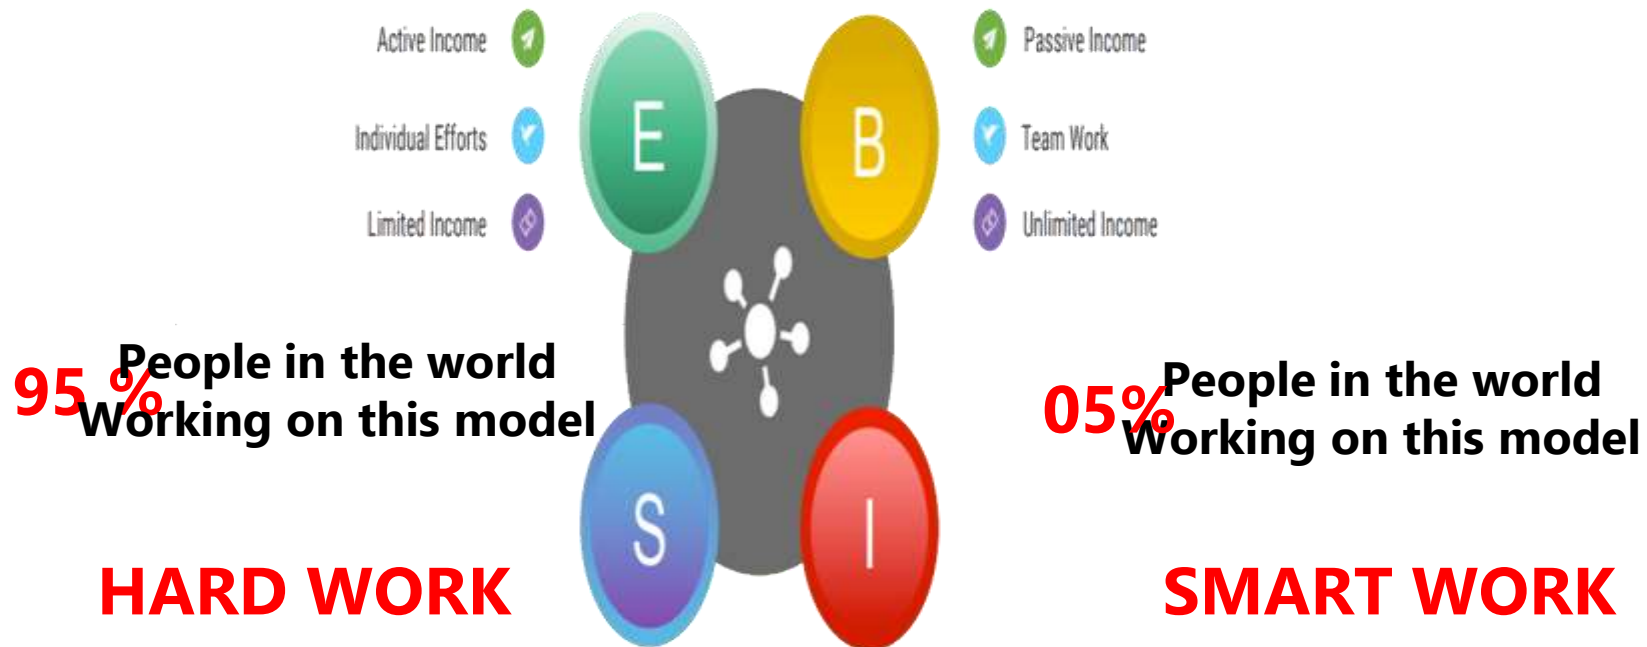 Active Income
Individual Efforts
Limited Income
E
B
Passive Income
Team Work
Unlimited Income
95 %
People in the world
Working on this model
05%
People in the world
Working on this model
S
I
HARD WORK
SMART WORK